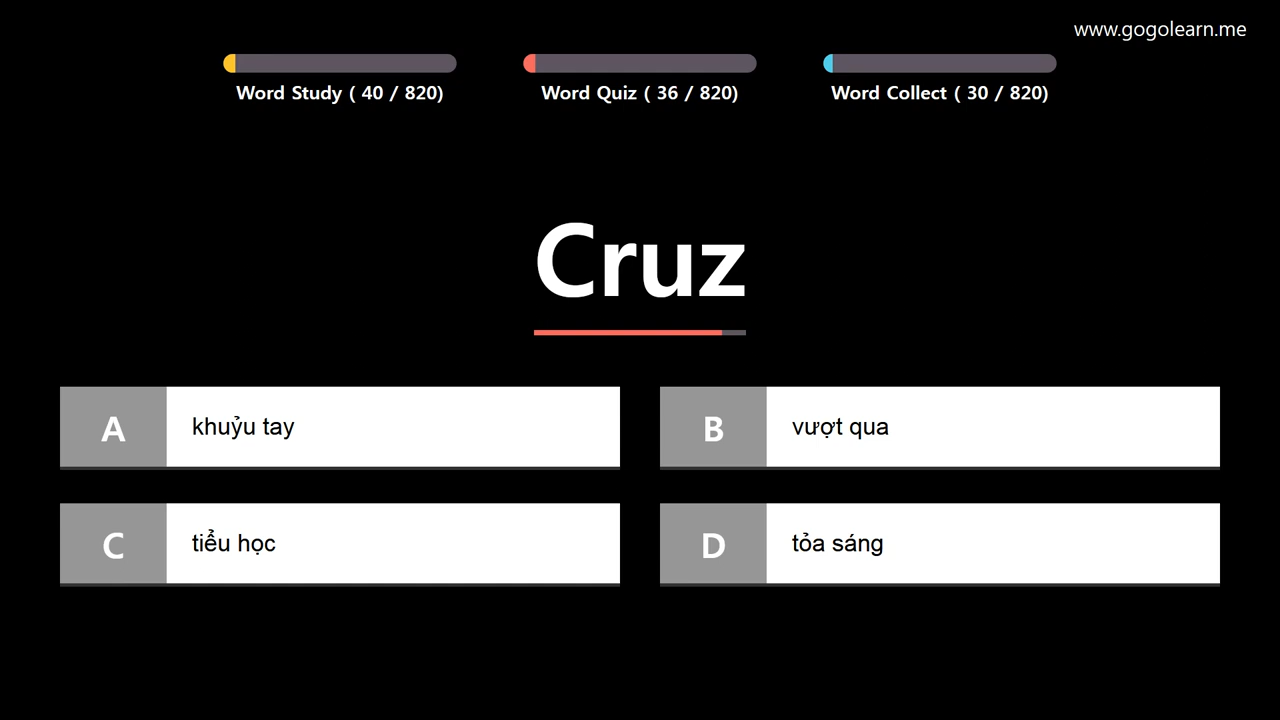 www.gogolearn.me
Word Study ( 40 / 820)
Word Quiz ( 36 / 820)
Word Collect ( 30 / 820)
Cruz
A
khuỷu tay
B
vượt qua
C
tiểu học
D
tỏa sáng